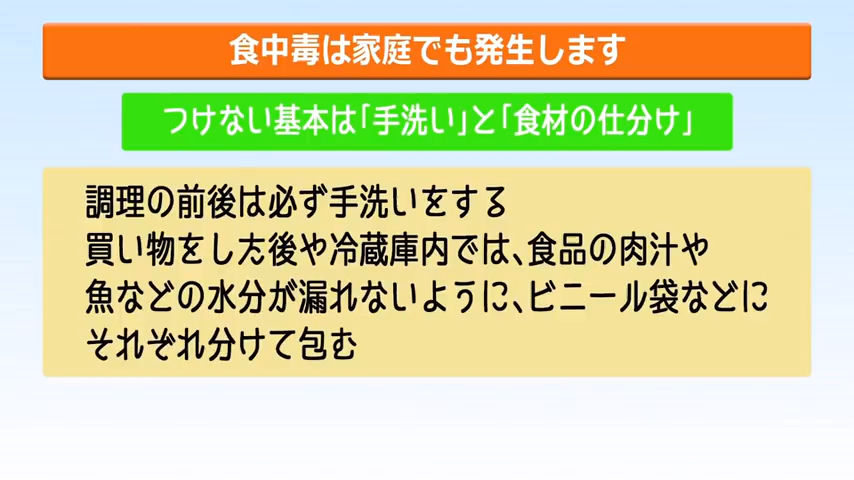 食中毒は家庭でも発生します
つけない基本は「手洗い」と「食材の仕分け」
調理の前後は必ず手洗いをする
買い物をした後や冷蔵庫内では、食品の肉汁や
魚などの水分が漏れないように、ビニール袋などに
それぞれ分けて包む